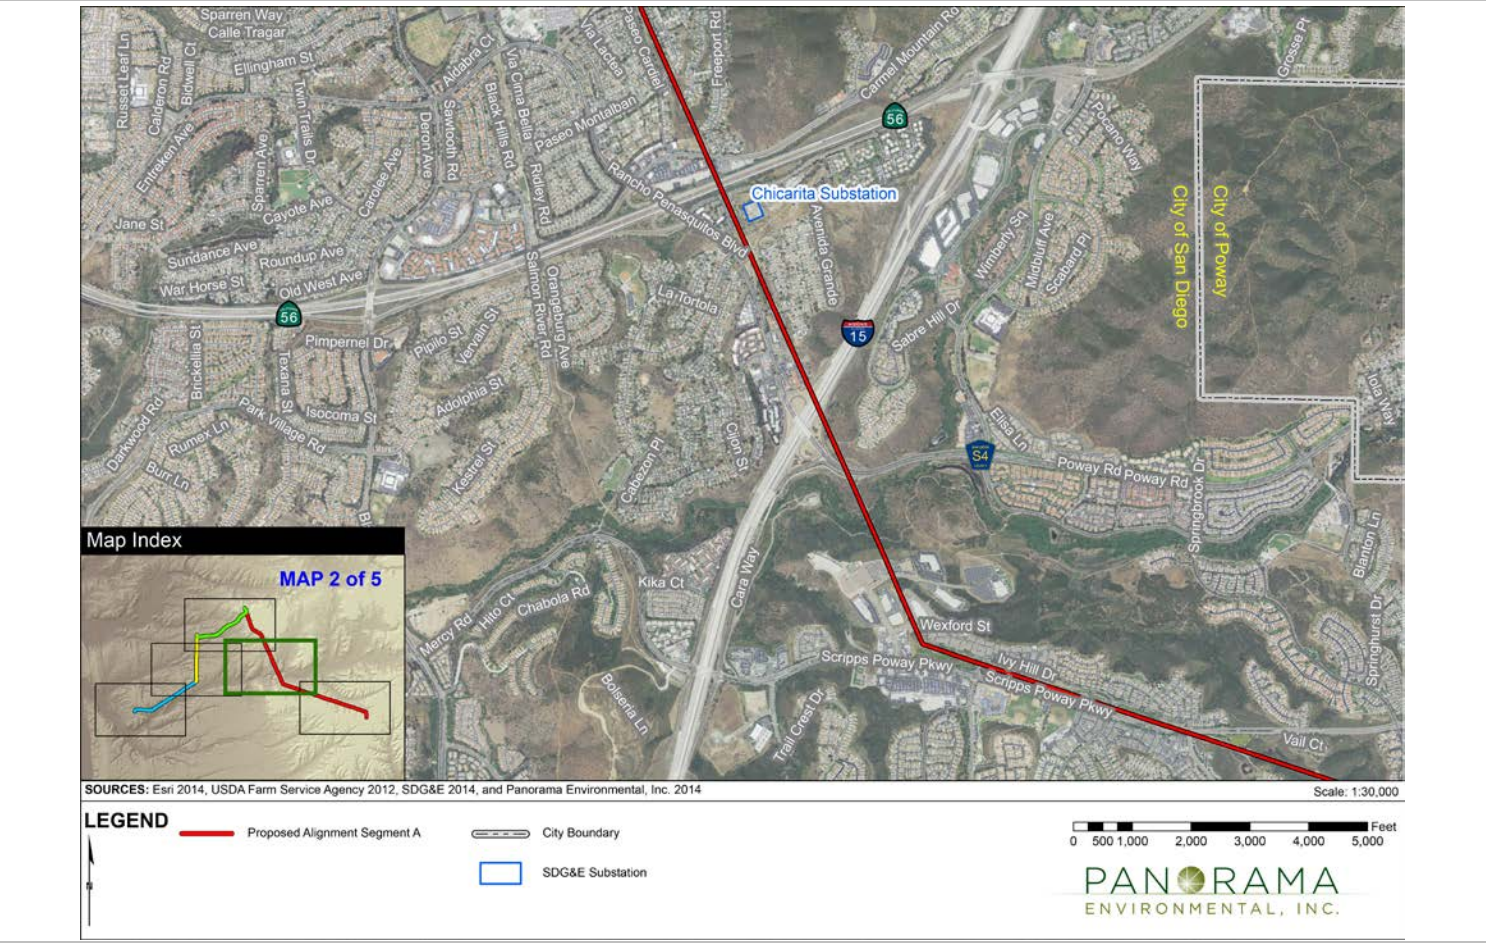 Sparren Way
Calle Tragar
Ellingham St
Russet Leaf Ln
Calderon Rd
Bidwell Ct
Entreken Ave
Twin Trails Dr
Sparren Ave
Aldabra Ct
Deron Ave
Sawtooth Rd
Black Hills Rd
Via Cima Bella
Via Lactea
Paseo Cardiel
Freeport Rd
Paseo Montalban
Carmel Mountain Rd
56
Grosse Pt
Pocano Way
Rancho Penasquitos Blvd
Chicarita Substation
Ridley Rd
Carolee Ave
Cayote Ave
Jane St
Sundance Ave
Roundup Ave
War Horse St
Old West Ave
56
Salmon River Rd
Orangeburg Ave
La Tortola
Avenida Grande
15
Sabre Hill Dr
Wimberly Sq
Midbluff Ave
Scabard Pl
City of San Diego
City of Poway
Iola Way
Brickellia St
Texana St
Pimpernel Dr
Pipilo St
Vervain St
Adolphia St
Isocoma St
Park Village Rd
Darkwood Rd
Rumex Ln
Burr Ln
Kestrel St
Cabezon Pl
Cijon St
Elisa Ln
S4
Poway Rd
Poway Rd
Springbrook Dr
Blanton Ln
Springhurst Dr
Map Index
MAP 2 of 5
Mercy Rd
Hito Ct
Chabola Rd
Kika Ct
Cara Way
Bolseria Ln
Trail Crest Dr
Wexford St
Scripps Poway Pkwy
Ivy Hill Dr
Scripps Poway Pkwy
Vail Ct
SOURCES: Esri 2014, USDA Farm Service Agency 2012, SDG&E 2014, and Panorama Environmental, Inc. 2014
Scale: 1:30,000
LEGEND
Proposed Alignment Segment A
City Boundary
SDG&E Substation
N
Feet
0 500 1,000 2,000 3,000 4,000 5,000
PANORAMA
ENVIRONMENTAL, INC.